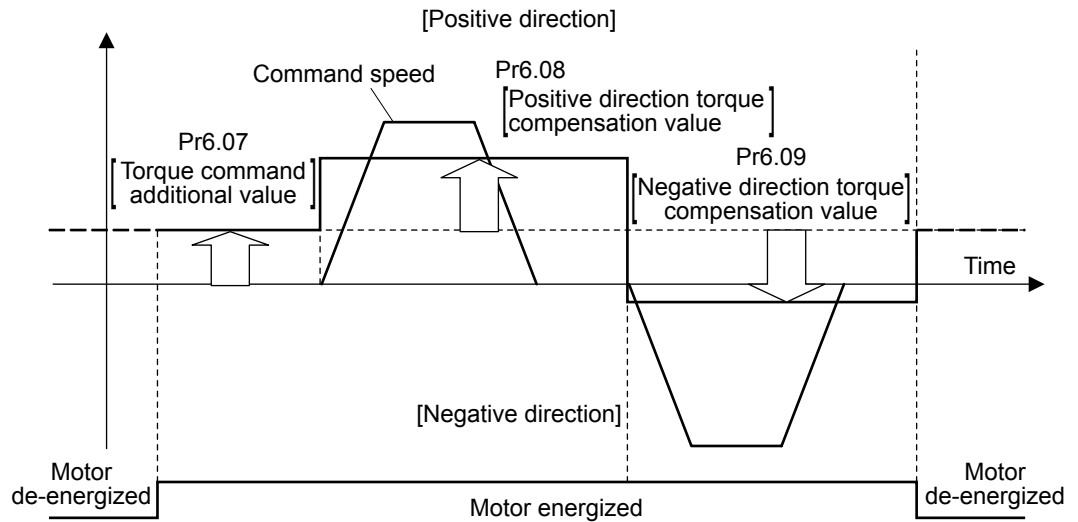 [Positive direction]
Command speed
Pr6.08
[Positive direction torque
compensation value]
Pr6.07
[Torque command
additional value]
Pr6.09
[Negative direction torque
compensation value]
Time
[Negative direction]
Motor
de-energized
Motor energized
Motor
de-energized